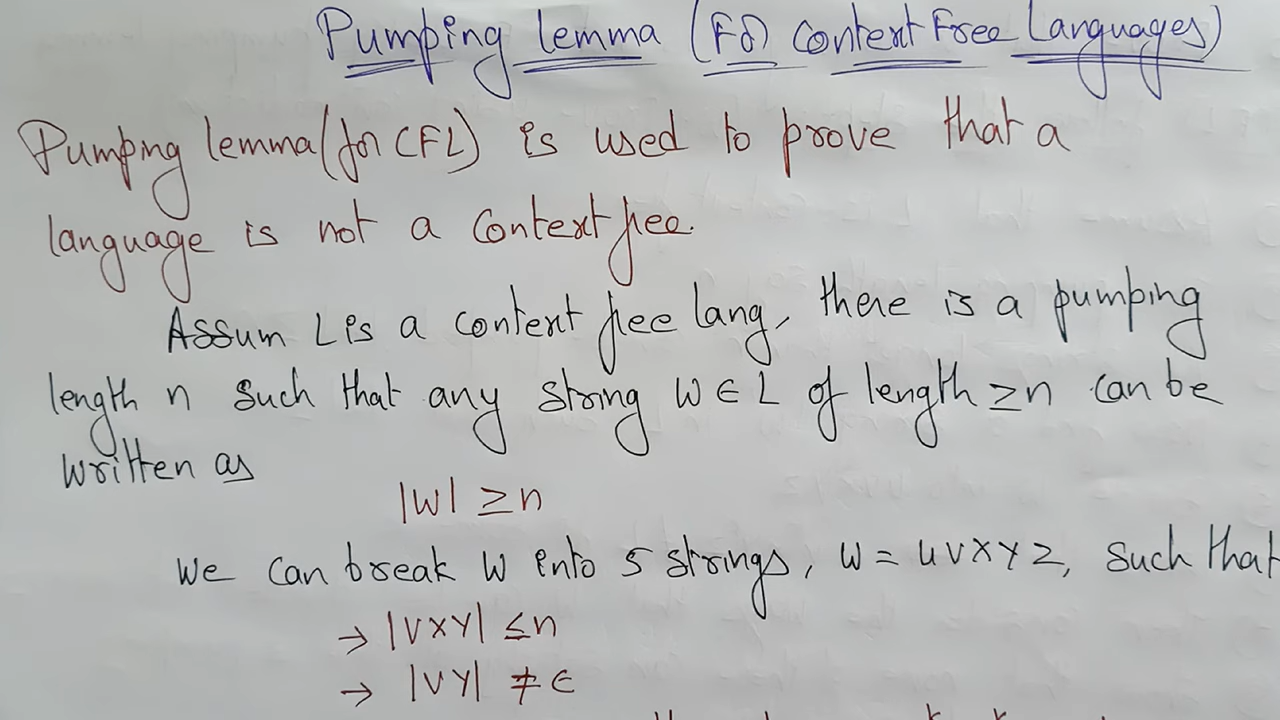 Pumping lemma (For Context Free Languages)
Pumping lemma (for CFL) is used to prove that a
language is not a Context free.
Assum L is a context free lang, there is a pumping
length n such that any string W ∈ L of length ≥n can be
written as
|W| ≥ n
We can break W into 5 strings, W = UVXYZ, such that
→ |VXY| ≤ n
→ |VY| ≠ ∈